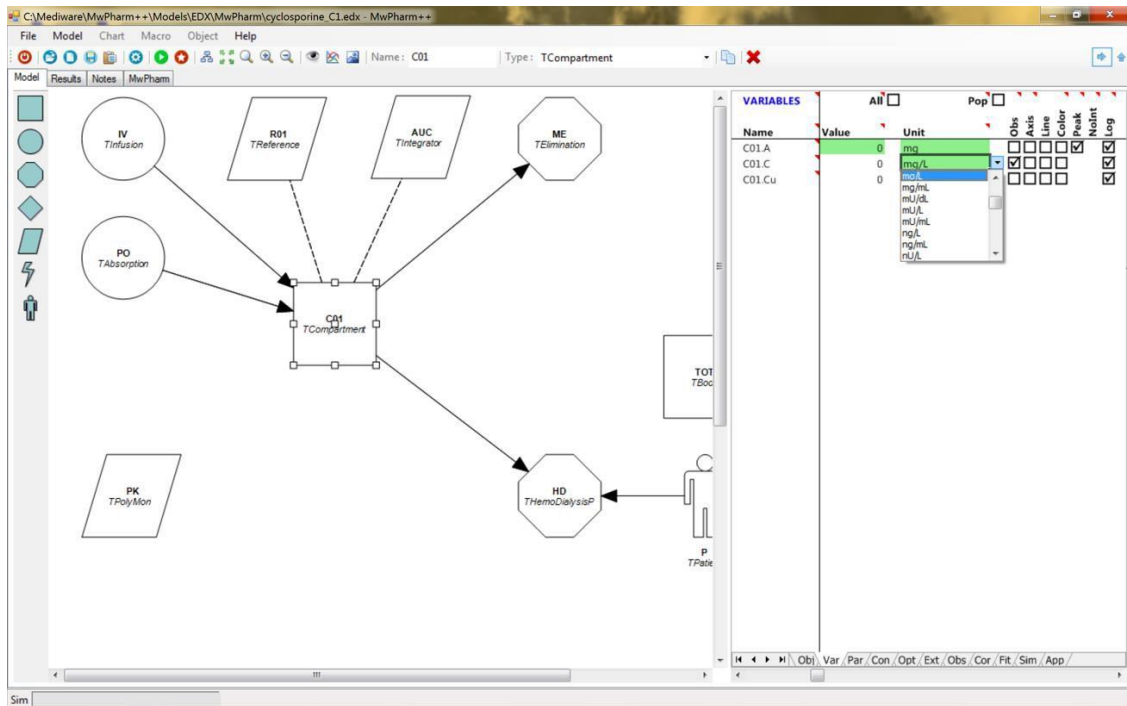 C:\Mediware\MwPharm++\Models\EDX\MwPharm\cyclosporine_C1.edx - MwPharm++
File Model Chart Macro Object Help
Name: C01 Type: TCompartment
Model Results Notes MwPharm
IV
TInfusion
R01
TReference
AUC
TIntegrator
ME
TElimination
PO
TAbsorption
C01
TCompartment
TOT
TBod
PK
TPolyMon
HD
THemoDialysisP
P
TPatie
VARIABLES All Pop
Name Value Unit Obs Axis Line Color Peak NoInt Log
C01.A 0 mg
C01.C 0 mg/L
C01.Cu 0
mg/L
mg/mL
mU/dL
mU/L
mU/mL
ng/L
ng/mL
nU/L
Obj Var Par Con Opt Ext Obs Cor Fit Sim App
Sim